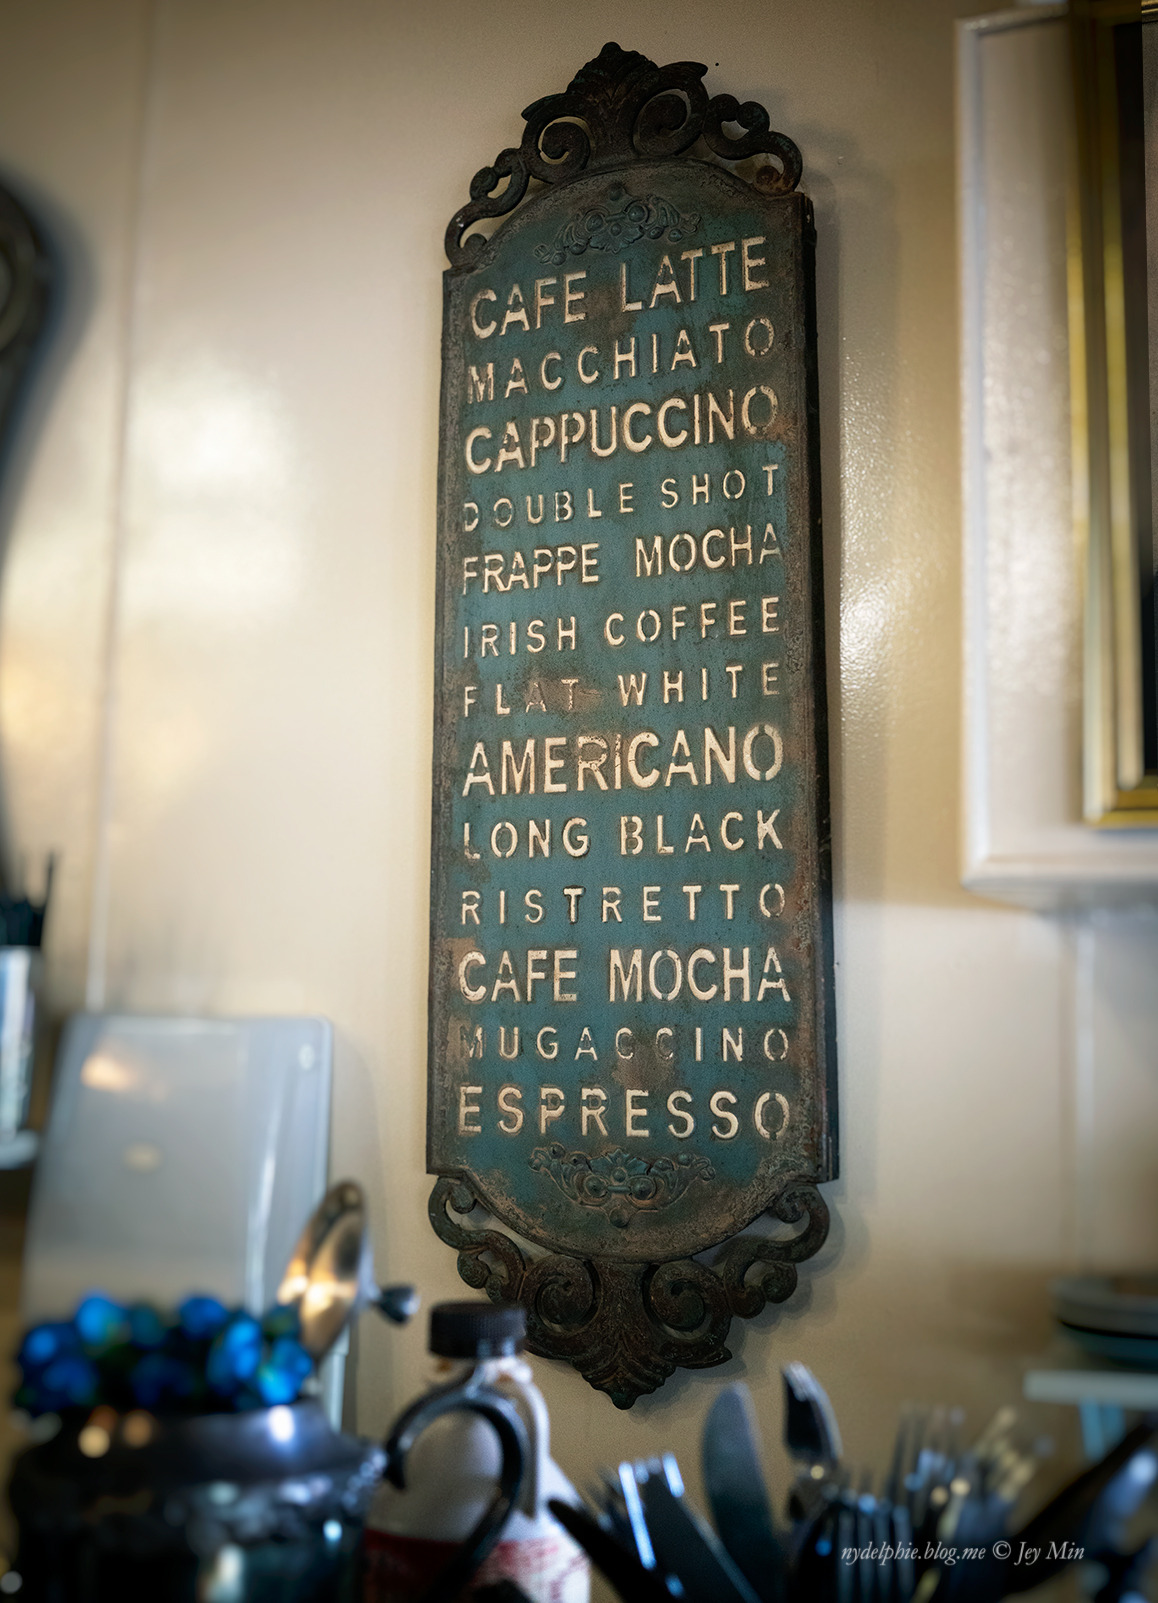 CAFE LATTE
MACCHIATO
CAPPUCCINO
DOUBLE SHOT
FRAPPE MOCHA
IRISH COFFEE
FLAT WHITE
AMERICANO
LONG BLACK
RISTRETTO
CAFE MOCHA
MUGACCINO
ESPRESSO
nydelphie.blog.me © Jey Min